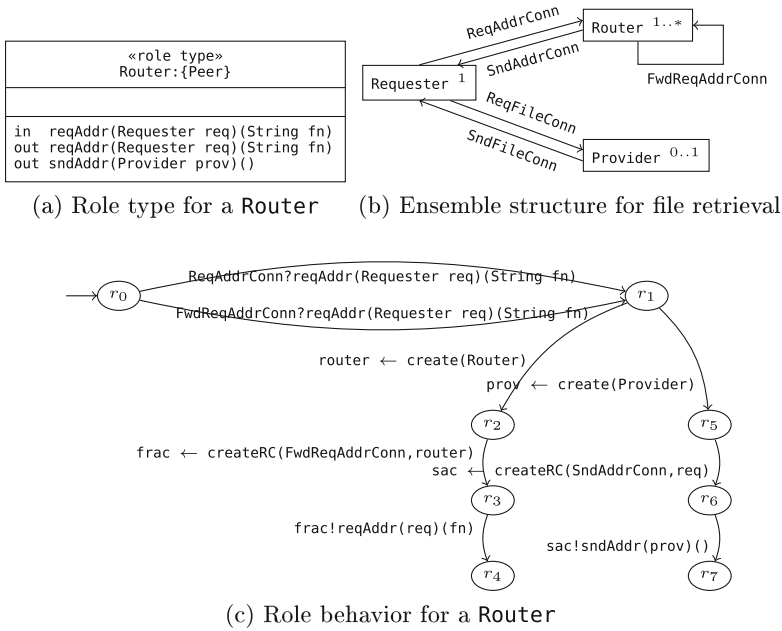 «role type»
Router:{Peer}
in reqAddr(Requester req)(String fn)
out reqAddr(Requester req)(String fn)
out sndAddr(Provider prov)()
(a) Role type for a Router
ReqAddrConn
Router 1..*
SndAddrConn
FwdReqAddrConn
Requester 1
ReqFileConn
SndFileConn
Provider 0..1
(b) Ensemble structure for file retrieval
r0
ReqAddrConn?reqAddr(Requester req)(String fn)
FwdReqAddrConn?reqAddr(Requester req)(String fn)
r1
router ← create(Router)
prov ← create(Provider)
r2
r5
frac ← createRC(FwdReqAddrConn,router)
sac ← createRC(SndAddrConn,req)
r3
r6
frac!reqAddr(req)(fn)
sac!sndAddr(prov)()
r4
r7
(c) Role behavior for a Router